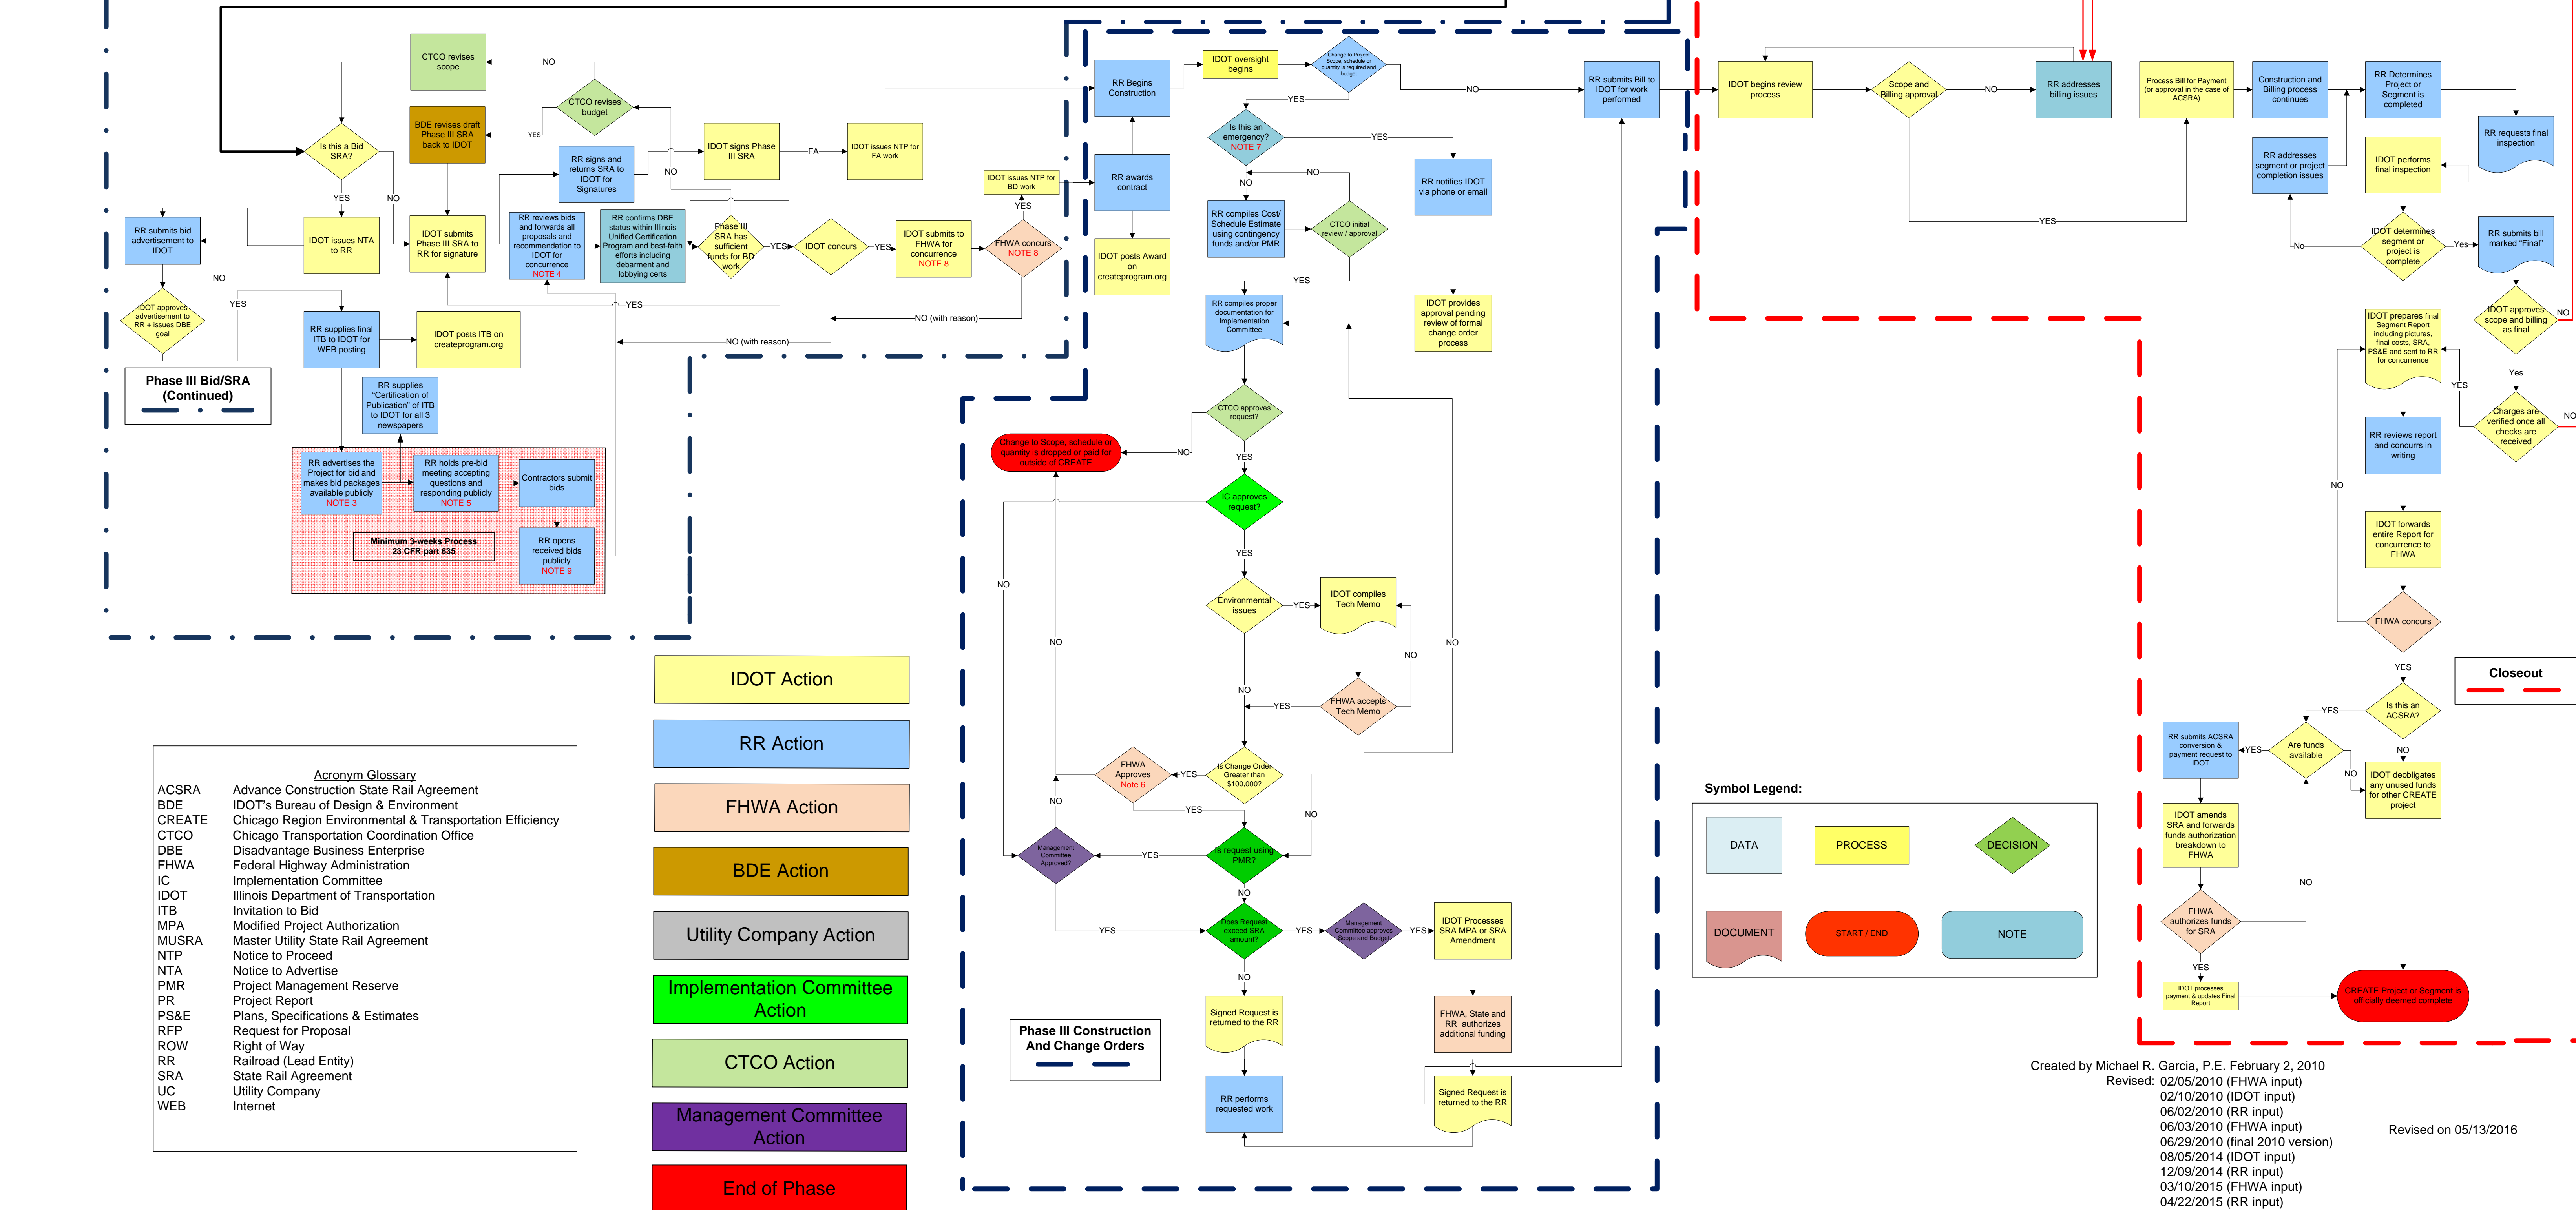 CTCO revises
scope
NO
CTCO revises
budget
BDE revises draft
Phase III SRA
back to IDOT
YES
Is this a Bid
SRA?
YES
NO
RR signs and
returns SRA to
IDOT for
Signatures
IDOT signs Phase
III SRA
FA
IDOT issues NTP for
FA work
NO
IDOT issues NTP for
BD work
YES
RR submits bid
advertisement to
IDOT
IDOT issues NTA
to RR
IDOT submits
Phase III SRA to
RR for signature
RR reviews bids
and forwards all
proposals and
recommendation to
IDOT for
concurrence
NOTE 4
RR confirms DBE
status within Illinois
Unified Certification
Program and best-faith
efforts including
debarment and
lobbying certs
Phase III
SRA has
sufficient
funds for BD
work
YES
IDOT concurs
YES
IDOT submits to
FHWA for
concurrence
NOTE 8
FHWA concurs
NOTE 8
NO
YES
YES
NO (with reason)
NO (with reason)
IDOT approves
advertisement to
RR + issues DBE
goal
RR supplies final
ITB to IDOT for
WEB posting
IDOT posts ITB on
createprogram.org
Phase III Bid/SRA
(Continued)
RR supplies
“Certification of
Publication” of ITB
to IDOT for all 3
newspapers
RR advertises the
Project for bid and
makes bid packages
available publicly
NOTE 3
RR holds pre-bid
meeting accepting
questions and
responding publicly
NOTE 5
Contractors submit
bids
Minimum 3-weeks Process
23 CFR part 635
RR opens
received bids
publicly
NOTE 9
IDOT Action
RR Action
FHWA Action
BDE Action
Utility Company Action
Implementation Committee
Action
CTCO Action
Management Committee
Action
End of Phase
Acronym Glossary
ACSRA Advance Construction State Rail Agreement
BDE IDOT’s Bureau of Design & Environment
CREATE Chicago Region Environmental & Transportation Efficiency
CTCO Chicago Transportation Coordination Office
DBE Disadvantage Business Enterprise
FHWA Federal Highway Administration
IC Implementation Committee
IDOT Illinois Department of Transportation
ITB Invitation to Bid
MPA Modified Project Authorization
MUSRA Master Utility State Rail Agreement
NTP Notice to Proceed
NTA Notice to Advertise
PMR Project Management Reserve
PR Project Report
PS&E Plans, Specifications & Estimates
RFP Request for Proposal
ROW Right of Way
RR Railroad (Lead Entity)
SRA State Rail Agreement
UC Utility Company
WEB Internet
RR Begins
Construction
IDOT oversight
begins
Change to Project
Scope, schedule or
quantity is required and
budget
NO
YES
RR submits Bill to
IDOT for work
performed
Is this an
emergency?
NOTE 7
YES
NO
NO
RR awards
contract
RR notifies IDOT
via phone or email
RR compiles Cost/
Schedule Estimate
using contingency
funds and/or PMR
CTCO initial
review / approval
YES
IDOT posts Award
on
createprogram.org
RR compiles proper
documentation for
Implementation
Committee
IDOT provides
approval pending
review of formal
change order
process
CTCO approves
request?
NO
YES
Change to Scope, schedule or
quantity is dropped or paid for
outside of CREATE
IC approves
request?
YES
NO
Environmental
issues
YES
IDOT compiles
Tech Memo
NO
NO
NO
NO
FHWA accepts
Tech Memo
YES
FHWA
Approves
Note 6
YES
Is Change Order
Greater than
$100,000?
YES
NO
NO
Management
Committee
Approved?
YES
Is request using
PMR?
NO
YES
Does Request
exceed SRA
amount?
YES
Management
Committee approves
Scope and Budget
YES
IDOT Processes
SRA MPA or SRA
Amendment
NO
Signed Request is
returned to the RR
FHWA, State and
RR authorizes
additional funding
Phase III Construction
And Change Orders
RR performs
requested work
Signed Request is
returned to the RR
IDOT begins review
process
Scope and
Billing approval
NO
RR addresses
billing issues
YES
Process Bill for Payment
(or approval in the case of
ACSRA)
Construction and
Billing process
continues
RR Determines
Project or
Segment is
completed
RR requests final
inspection
RR addresses
segment or project
completion issues
IDOT performs
final inspection
IDOT determines
segment or
project is
complete
No
Yes
RR submits bill
marked “Final”
IDOT approves
scope and billing
as final
NO
Yes
IDOT prepares final
Segment Report
including pictures,
final costs, SRA,
PS&E and sent to RR
for concurrence
YES
Charges are
verified once all
checks are
received
NO
RR reviews report
and concurrs in
writing
NO
IDOT forwards
entire Report for
concurrence to
FHWA
FHWA concurs
YES
Closeout
Is this an
ACSRA?
YES
NO
RR submits ACSRA
conversion &
payment request to
IDOT
YES
Are funds
available
NO
IDOT deobligates
any unused funds
for other CREATE
project
IDOT amends
SRA and forwards
funds authorization
breakdown to
FHWA
NO
FHWA
authorizes funds
for SRA
YES
IDOT processes
payment & updates Final
Report
CREATE Project or Segment is
officially deemed complete
Symbol Legend:
DATA
PROCESS
DECISION
DOCUMENT
START / END
NOTE
Created by Michael R. Garcia, P.E. February 2, 2010
Revised: 02/05/2010 (FHWA input)
02/10/2010 (IDOT input)
06/02/2010 (RR input)
06/03/2010 (FHWA input)
06/29/2010 (final 2010 version)
08/05/2014 (IDOT input)
12/09/2014 (RR input)
03/10/2015 (FHWA input)
04/22/2015 (RR input)
Revised on 05/13/2016